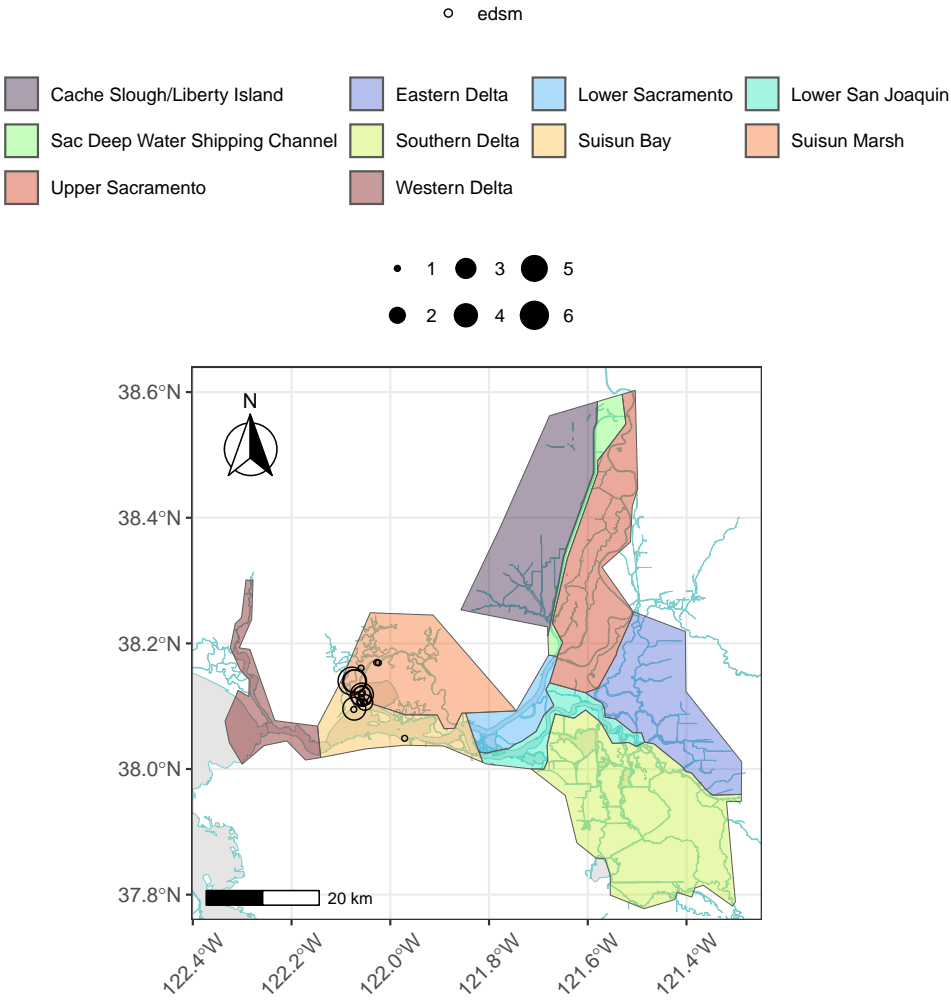 edsm
Cache Slough/Liberty Island Eastern Delta Lower Sacramento Lower San Joaquin
Sac Deep Water Shipping Channel Southern Delta Suisun Bay Suisun Marsh
Upper Sacramento Western Delta
1 3 5
2 4 6
38.6°N
N
38.4°N
38.2°N
38.0°N
37.8°N
20 km
122.4°W 122.2°W 122.0°W 121.8°W 121.6°W 121.4°W